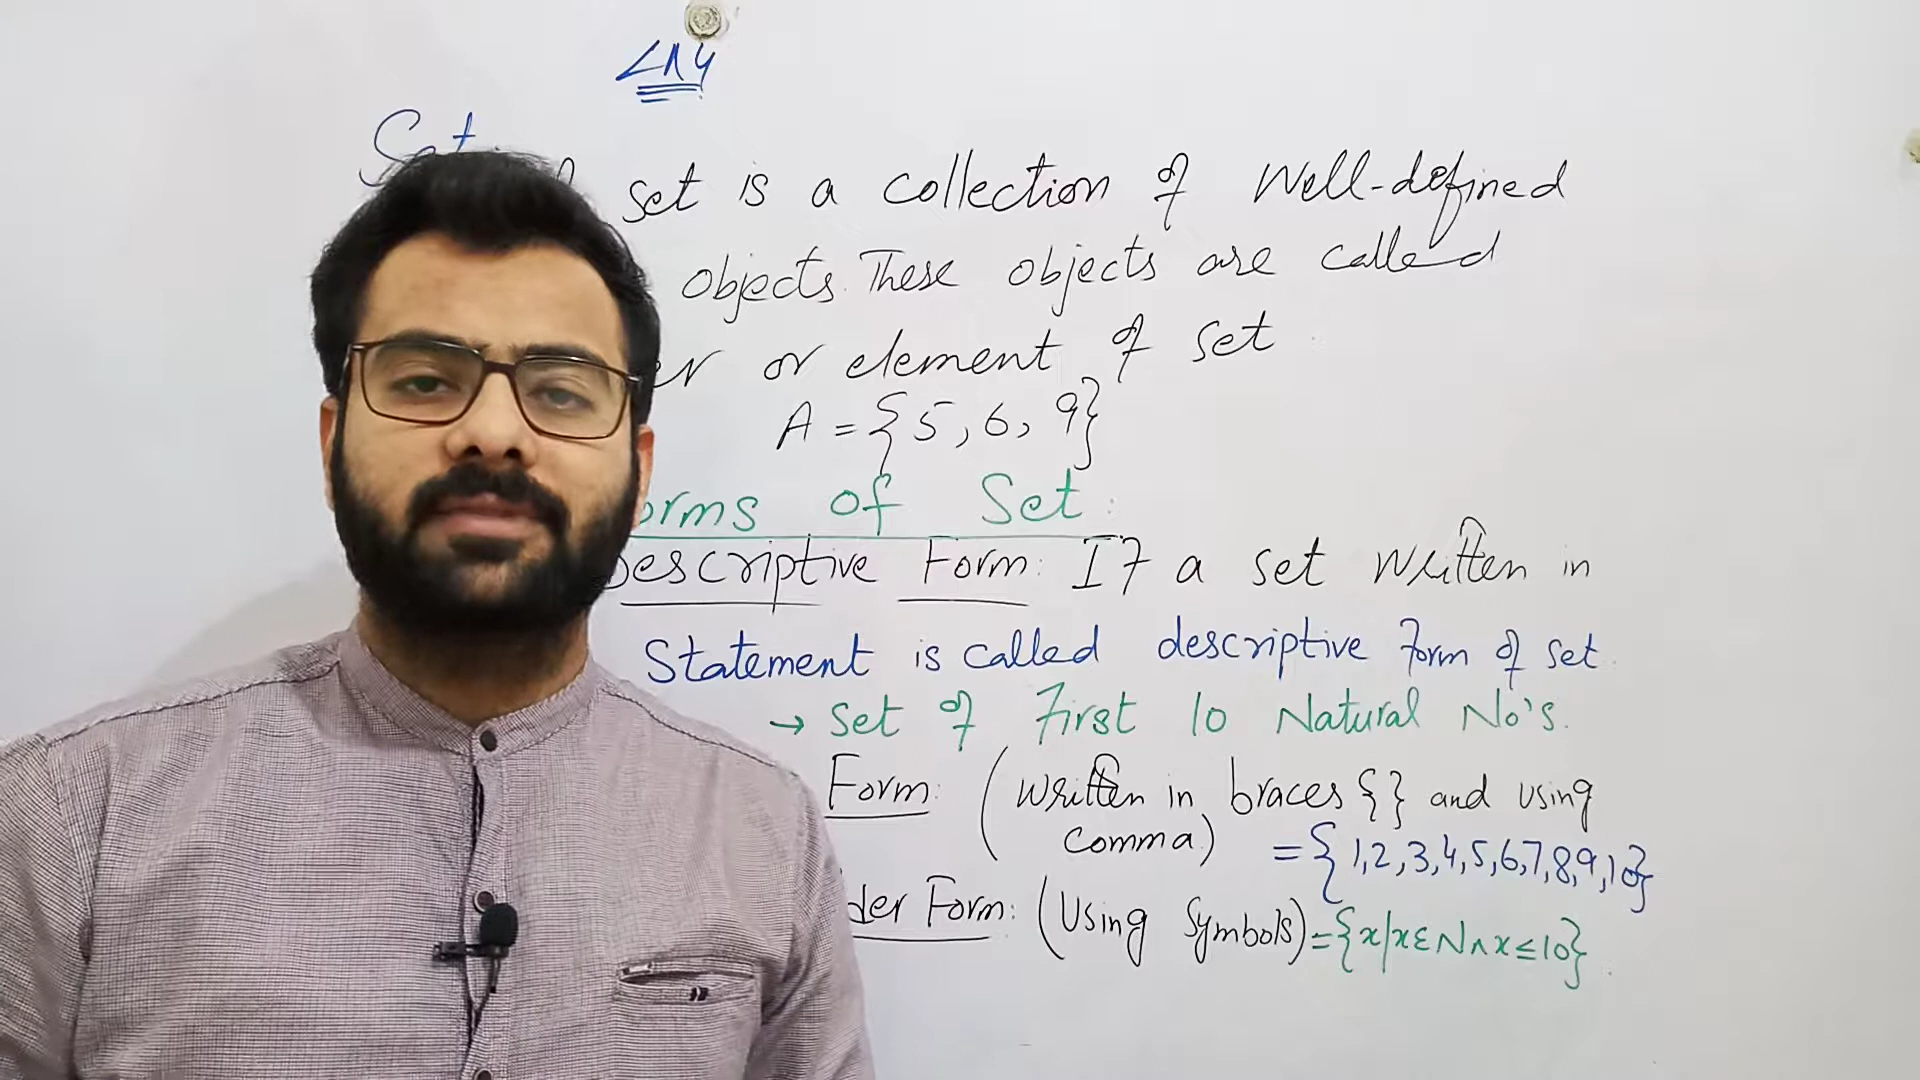 Set:
set is a collection of Well-defined
objects. These objects are called
er or element of set
A = {5, 6, 9}
orms of Set:
Descriptive Form: If a set written in
Statement is called descriptive form of set.
→ set of First 10 Natural No's.
Form: (written in braces { } and using
comma) = {1,2,3,4,5,6,7,8,9,10}
der Form: (Using Symbols) = {x/x ∈ N ∧ x ≤ 10}